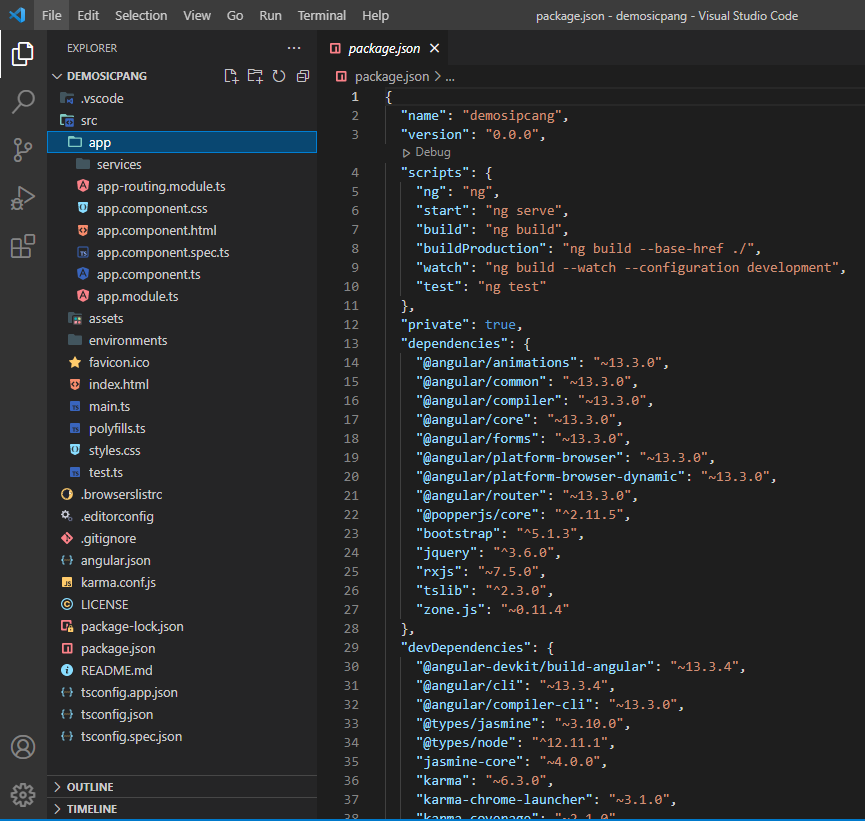 File Edit Selection View Go Run Terminal Help package.json - demosicpang - Visual Studio Code
EXPLORER
DEMOSICPANG
.vscode
src
app
services
app-routing.module.ts
app.component.css
app.component.html
app.component.spec.ts
app.component.ts
app.module.ts
assets
environments
favicon.ico
index.html
main.ts
polyfills.ts
styles.css
test.ts
.browserslistrc
.editorconfig
.gitignore
angular.json
karma.conf.js
LICENSE
package-lock.json
package.json
README.md
tsconfig.app.json
tsconfig.json
tsconfig.spec.json
OUTLINE
TIMELINE
package.json
package.json > ...
1 {
2 "name": "demosipcang",
3 "version": "0.0.0",
Debug
4 "scripts": {
5 "ng": "ng",
6 "start": "ng serve",
7 "build": "ng build",
8 "buildProduction": "ng build --base-href ./",
9 "watch": "ng build --watch --configuration development",
10 "test": "ng test"
11 },
12 "private": true,
13 "dependencies": {
14 "@angular/animations": "~13.3.0",
15 "@angular/common": "~13.3.0",
16 "@angular/compiler": "~13.3.0",
17 "@angular/core": "~13.3.0",
18 "@angular/forms": "~13.3.0",
19 "@angular/platform-browser": "~13.3.0",
20 "@angular/platform-browser-dynamic": "~13.3.0",
21 "@angular/router": "~13.3.0",
22 "@popperjs/core": "^2.11.5",
23 "bootstrap": "^5.1.3",
24 "jquery": "^3.6.0",
25 "rxjs": "~7.5.0",
26 "tslib": "^2.3.0",
27 "zone.js": "~0.11.4"
28 },
29 "devDependencies": {
30 "@angular-devkit/build-angular": "~13.3.4",
31 "@angular/cli": "~13.3.4",
32 "@angular/compiler-cli": "~13.3.0",
33 "@types/jasmine": "~3.10.0",
34 "@types/node": "^12.11.1",
35 "jasmine-core": "~4.0.0",
36 "karma": "~6.3.0",
37 "karma-chrome-launcher": "~3.1.0",
38 "karma-coverage": "~2.1.0",